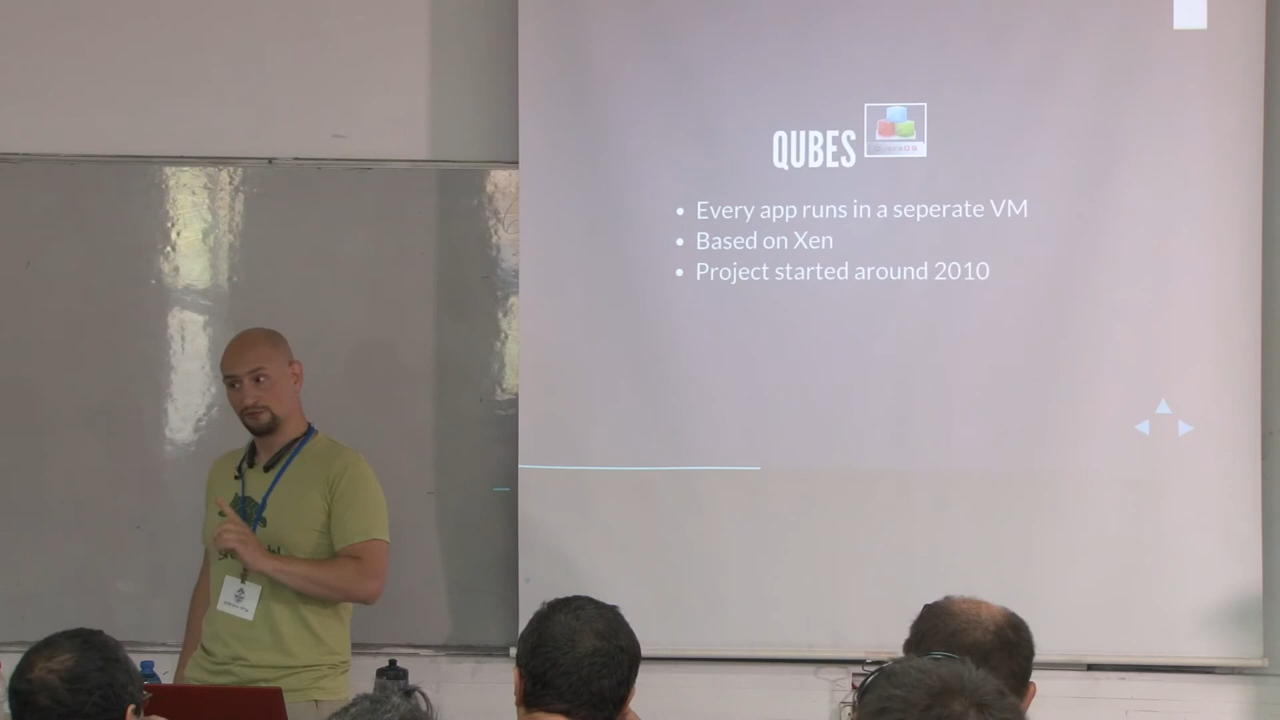 QUBES
• Every app runs in a seperate VM
• Based on Xen
• Project started around 2010